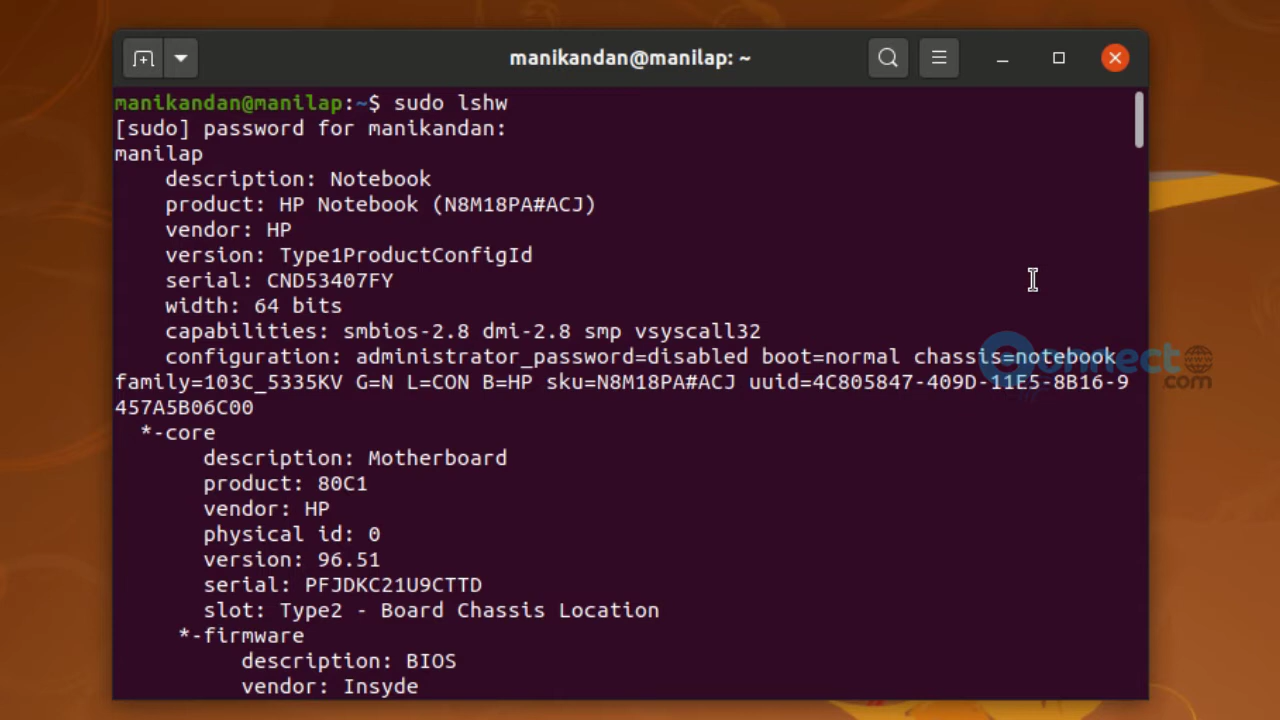 manikandan@manilap: ~
manikandan@manilap:~$ sudo lshw
[sudo] password for manikandan:
manilap
description: Notebook
product: HP Notebook (N8M18PA#ACJ)
vendor: HP
version: Type1ProductConfigId
serial: CND53407FY
width: 64 bits
capabilities: smbios-2.8 dmi-2.8 smp vsyscall32
configuration: administrator_password=disabled boot=normal chassis=notebook
family=103C_5335KV G=N L=CON B=HP sku=N8M18PA#ACJ uuid=4C805847-409D-11E5-8B16-9
457A5B06C00
*-core
description: Motherboard
product: 80C1
vendor: HP
physical id: 0
version: 96.51
serial: PFJDKC21U9CTTD
slot: Type2 - Board Chassis Location
*-firmware
description: BIOS
vendor: Insyde
Connect
.com